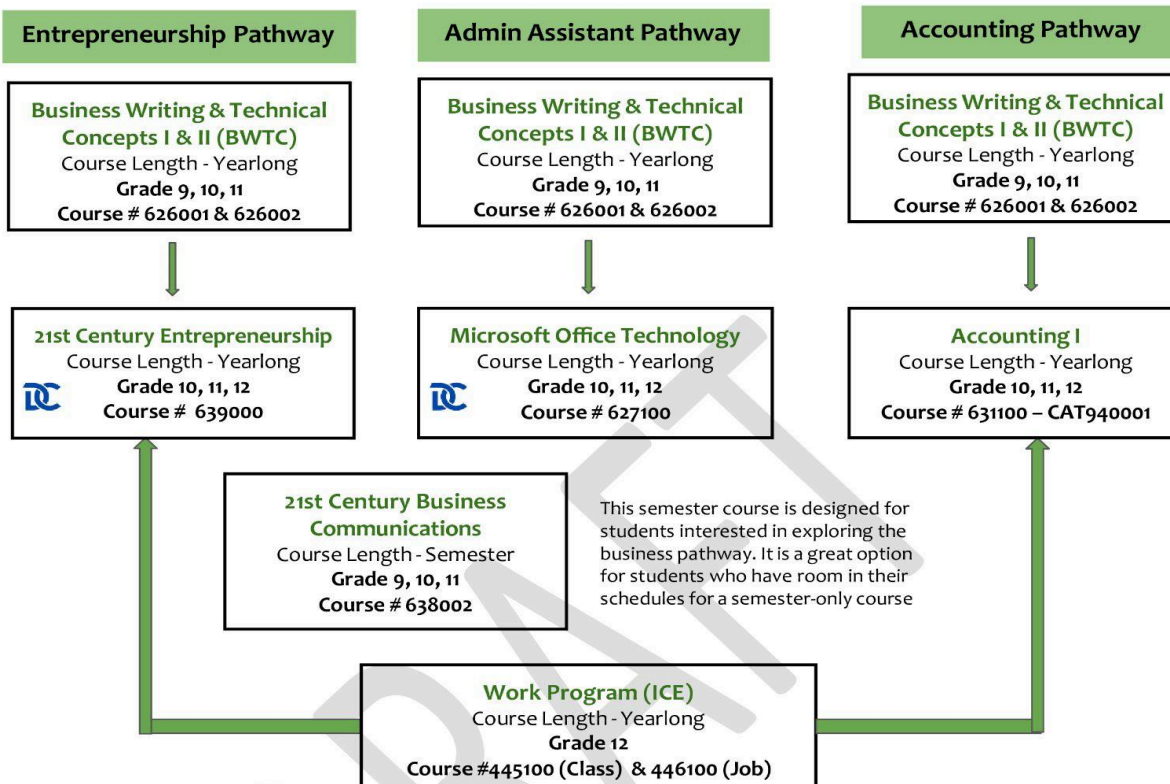 Entrepreneurship Pathway
Business Writing & Technical
Concepts I & II (BWTC)
Course Length - Yearlong
Grade 9, 10, 11
Course # 626001 & 626002
21st Century Entrepreneurship
Course Length - Yearlong
Grade 10, 11, 12
DC
Course # 639000
Admin Assistant Pathway
Business Writing & Technical
Concepts I & II (BWTC)
Course Length - Yearlong
Grade 9, 10, 11
Course # 626001 & 626002
Microsoft Office Technology
Course Length - Yearlong
Grade 10, 11, 12
DC
Course # 627100
Accounting Pathway
Business Writing & Technical
Concepts I & II (BWTC)
Course Length - Yearlong
Grade 9, 10, 11
Course # 626001 & 626002
Accounting I
Course Length - Yearlong
Grade 10, 11, 12
Course # 631100 – CAT940001
21st Century Business
Communications
Course Length - Semester
Grade 9, 10, 11
Course # 638002
This semester course is designed for
students interested in exploring the
business pathway. It is a great option
for students who have room in their
schedules for a semester-only course
Work Program (ICE)
Course Length - Yearlong
Grade 12
Course #445100 (Class)  & 446100 (Job)
DRAFT